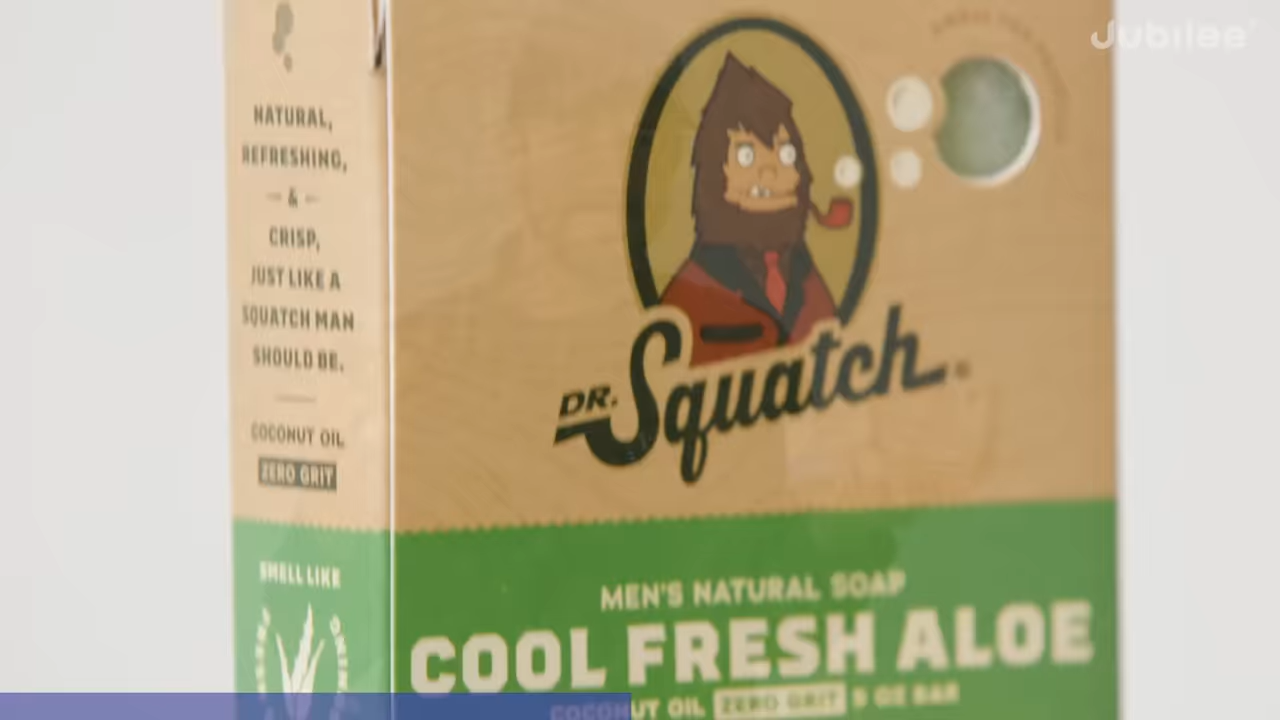 Jubilee
NATURAL,
REFRESHING,
&
CRISP,
JUST LIKE A
SQUATCH MAN
SHOULD BE.
COCONUT OIL
ZERO GRIT
SMELL LIKE
DR. Squatch
MEN'S NATURAL SOAP
COOL FRESH ALOE
COCONUT OIL ZERO GRIT 5 OZ BAR